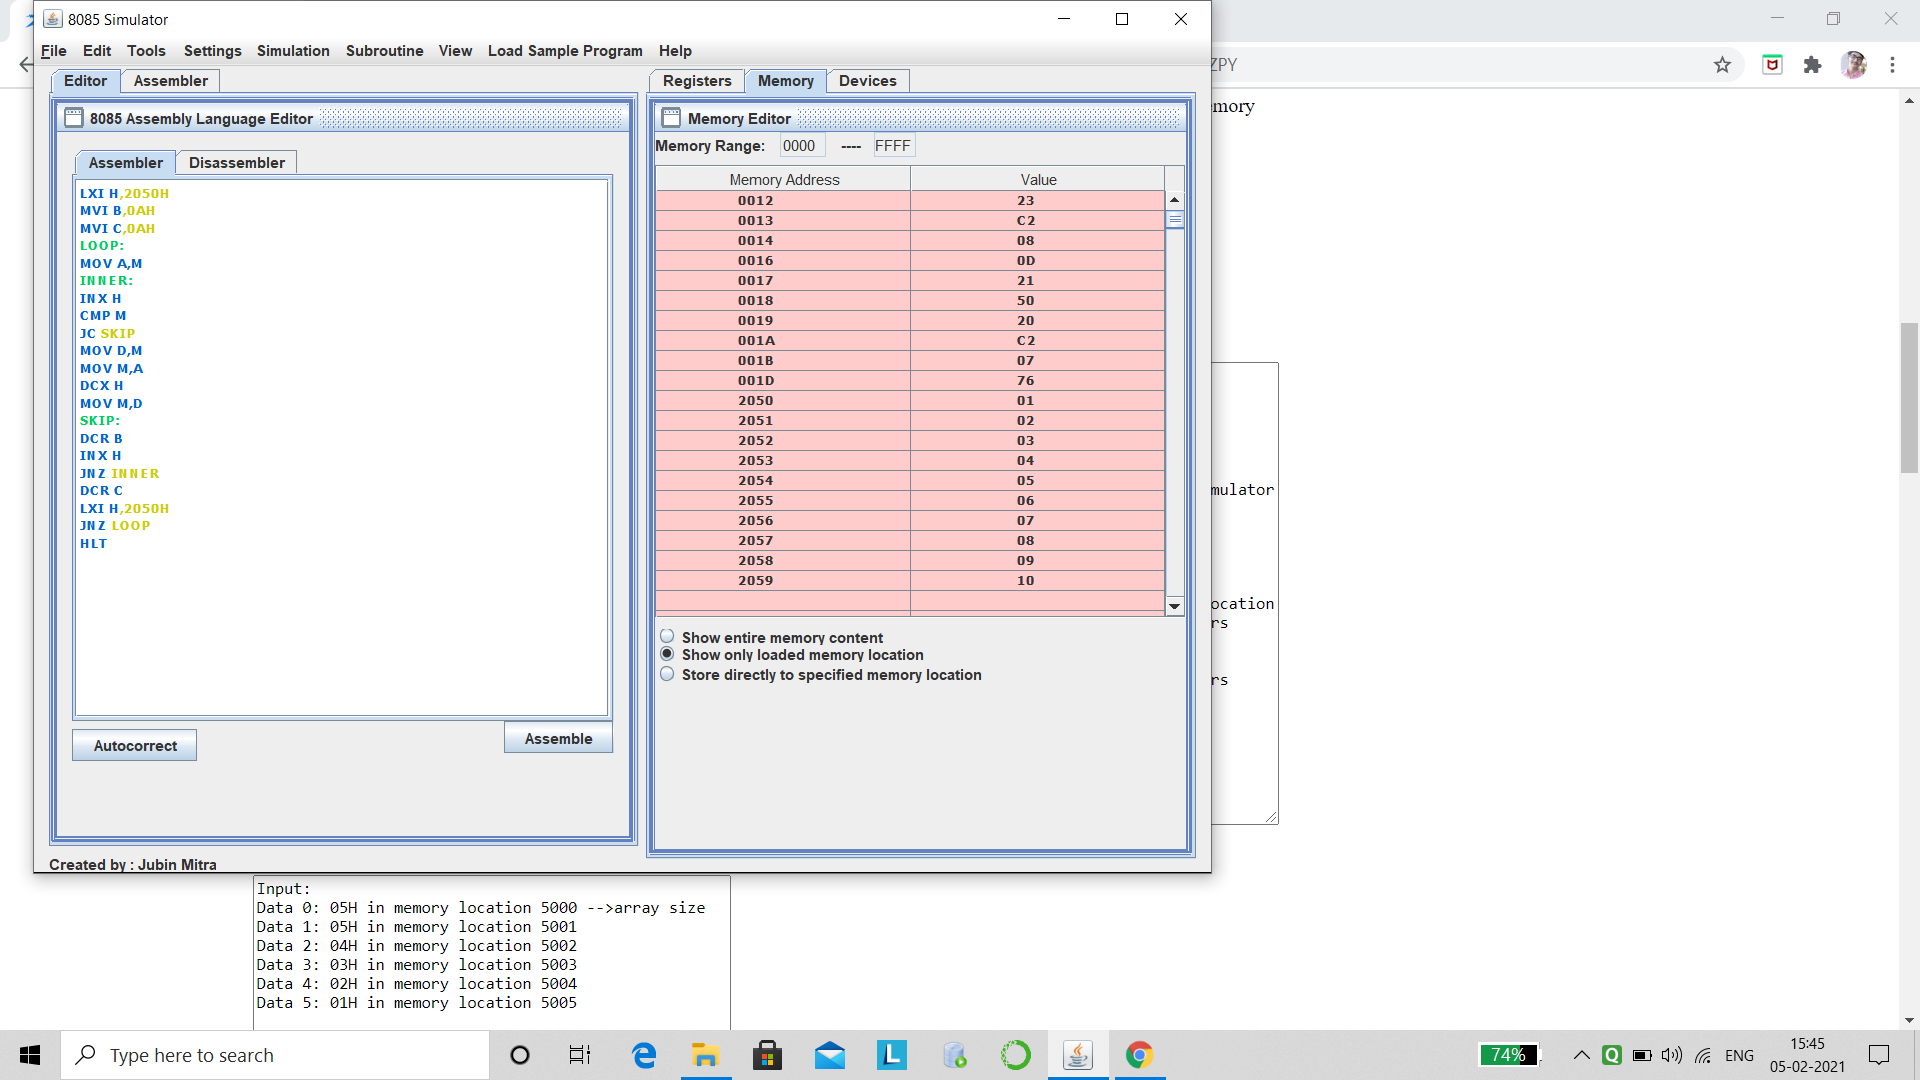 8085 Simulator
File Edit Tools Settings Simulation Subroutine View Load Sample Program Help
ZPY
Editor Assembler
Registers Memory Devices
8085 Assembly Language Editor
Memory Editor
Memory Range: 0000 ---- FFFF
Assembler Disassembler
LXI H,2050H
MVI B,0AH
MVI C,0AH
LOOP:
MOV A,M
INNER:
INX H
CMP M
JC SKIP
MOV D,M
MOV M,A
DCX H
MOV M,D
SKIP:
DCR B
INX H
JNZ INNER
DCR C
LXI H,2050H
JNZ LOOP
HLT
Autocorrect
Assemble
Created by : Jubin Mitra
Memory Address Value
0012 23
0013 C2
0014 08
0016 0D
0017 21
0018 50
0019 20
001A C2
001B 07
001D 76
2050 01
2051 02
2052 03
2053 04
2054 05
2055 06
2056 07
2057 08
2058 09
2059 10
Show entire memory content
Show only loaded memory location
Store directly to specified memory location
emory
mulator
ocation
rs
rs
Input:
Data 0: 05H in memory location 5000 -->array size
Data 1: 05H in memory location 5001
Data 2: 04H in memory location 5002
Data 3: 03H in memory location 5003
Data 4: 02H in memory location 5004
Data 5: 01H in memory location 5005
Type here to search
74%
ENG
15:45
05-02-2021